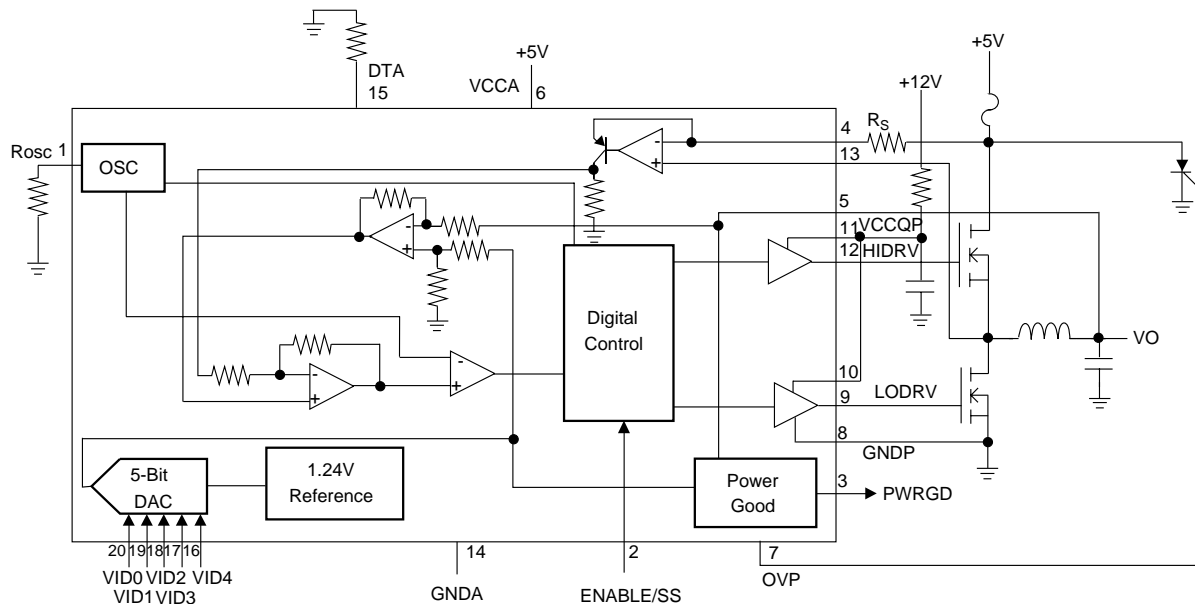 +5V
+5V
DTA
15
VCCA
6
+12V
Rosc 1
OSC
4
RS
13
-
+
5
-
+
11
VCCQP
12
HIDRV
Digital
Control
-
+
-
+
10
VO
9
LODRV
8
GNDP
5-Bit
DAC
1.24V
Reference
Power
Good
3
PWRGD
20 19 18 17 16
14
2
7
VID0 VID2 VID4
VID1 VID3
GNDA
ENABLE/SS
OVP